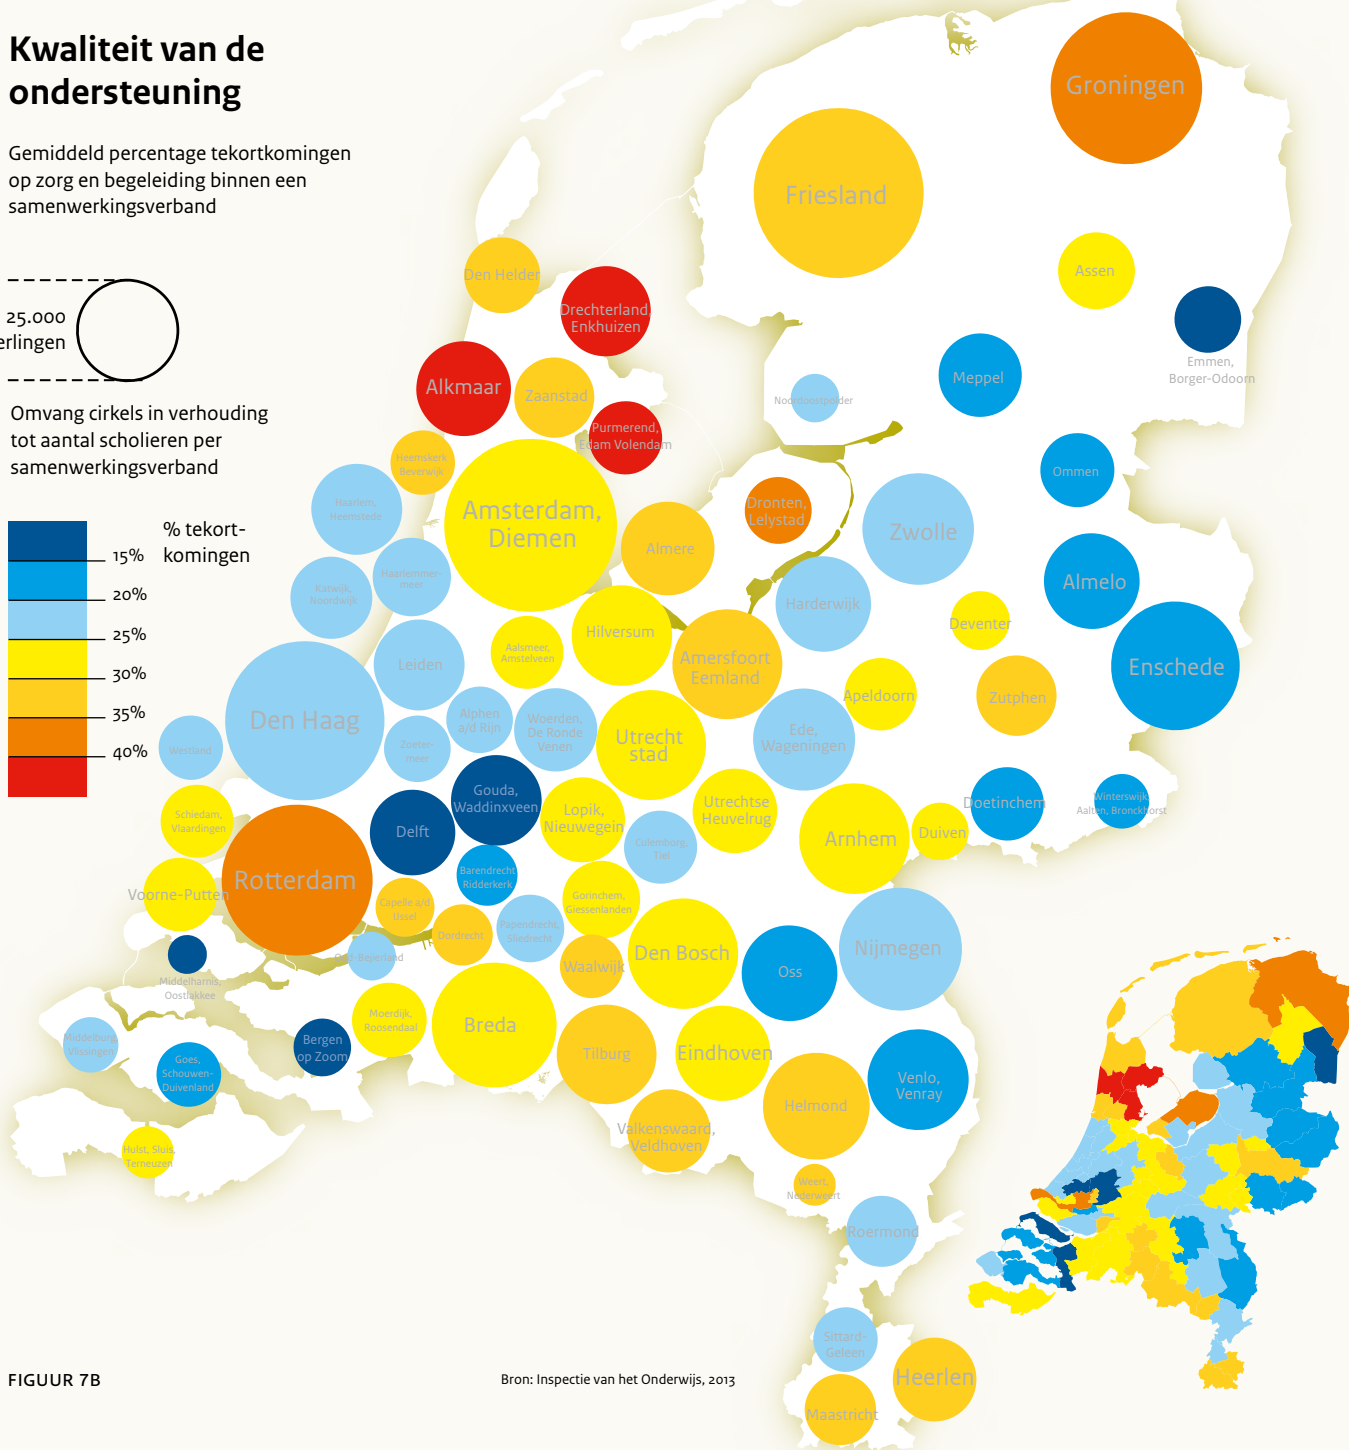 Kwaliteit van de
ondersteuning
Gemiddeld percentage tekortkomingen
op zorg en begeleiding binnen een
samenwerkingsverband
25.000
erlingen
Omvang cirkels in verhouding
tot aantal scholieren per
samenwerkingsverband
% tekort-
komingen
15%
20%
25%
30%
35%
40%
Groningen
Friesland
Assen
Emmen,
Borger-Odoorn
Den Helder
Drechterland,
Enkhuizen
Alkmaar
Zaanstad
Meppel
Noordoostpolder
Purmerend,
Edam Volendam
Heemskerk
Beverwijk
Ommen
Haarlem,
Heemstede
Amsterdam,
Diemen
Dronten,
Lelystad
Zwolle
Almere
Haarlemmer-
meer
Katwijk,
Noordwijk
Almelo
Harderwijk
Hilversum
Deventer
Aalsmeer,
Amstelveen
Leiden
Amersfoort
Eemland
Enschede
Apeldoorn
Zutphen
Den Haag
Alphen
a/d Rijn
Woerden,
De Ronde
Venen
Utrecht
stad
Ede,
Wageningen
Westland
Zoeter-
meer
Gouda,
Waddinxveen
Doetinchem
Winterswijk
Aalten, Bronckhorst
Schiedam,
Vlaardingen
Delft
Lopik,
Nieuwegein
Utrechtse
Heuvelrug
Culemborg,
Tiel
Arnhem
Duiven
Rotterdam
Barendrecht
Ridderkerk
Voorne-Putten
Capelle a/d
IJssel
Gorinchem,
Giessenlanden
Dordrecht
Papendrecht,
Sliedrecht
Den Bosch
Nijmegen
Oud-Beijerland
Waalwijk
Oss
Middelharnis,
Oostflakkee
Moerdijk,
Roosendaal
Breda
Middelburg,
Vlissingen
Bergen
op Zoom
Tilburg
Eindhoven
Goes,
Schouwen-
Duivenland
Venlo,
Venray
Helmond
Valkenswaard,
Veldhoven
Hulst, Sluis,
Terneuzen
Weert,
Nederweert
Roermond
Sittard-
Geleen
Heerlen
Maastricht
FIGUUR 7B
Bron: Inspectie van het Onderwijs, 2013